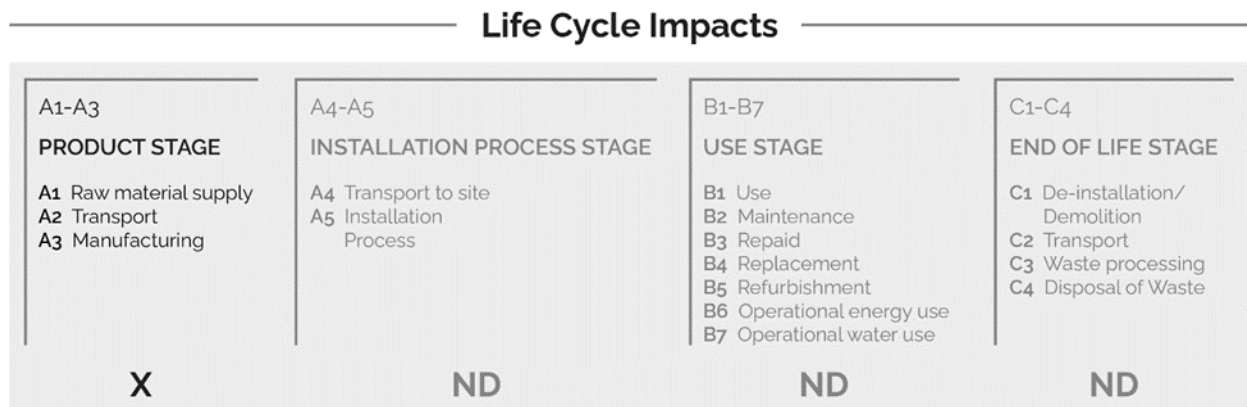 Life Cycle Impacts
A1-A3
PRODUCT STAGE
A1 Raw material supply
A2 Transport
A3 Manufacturing
X
A4-A5
INSTALLATION PROCESS STAGE
A4 Transport to site
A5 Installation
Process
ND
B1-B7
USE STAGE
B1 Use
B2 Maintenance
B3 Repaid
B4 Replacement
B5 Refurbishment
B6 Operational energy use
B7 Operational water use
ND
C1-C4
END OF LIFE STAGE
C1 De-installation/
Demolition
C2 Transport
C3 Waste processing
C4 Disposal of Waste
ND